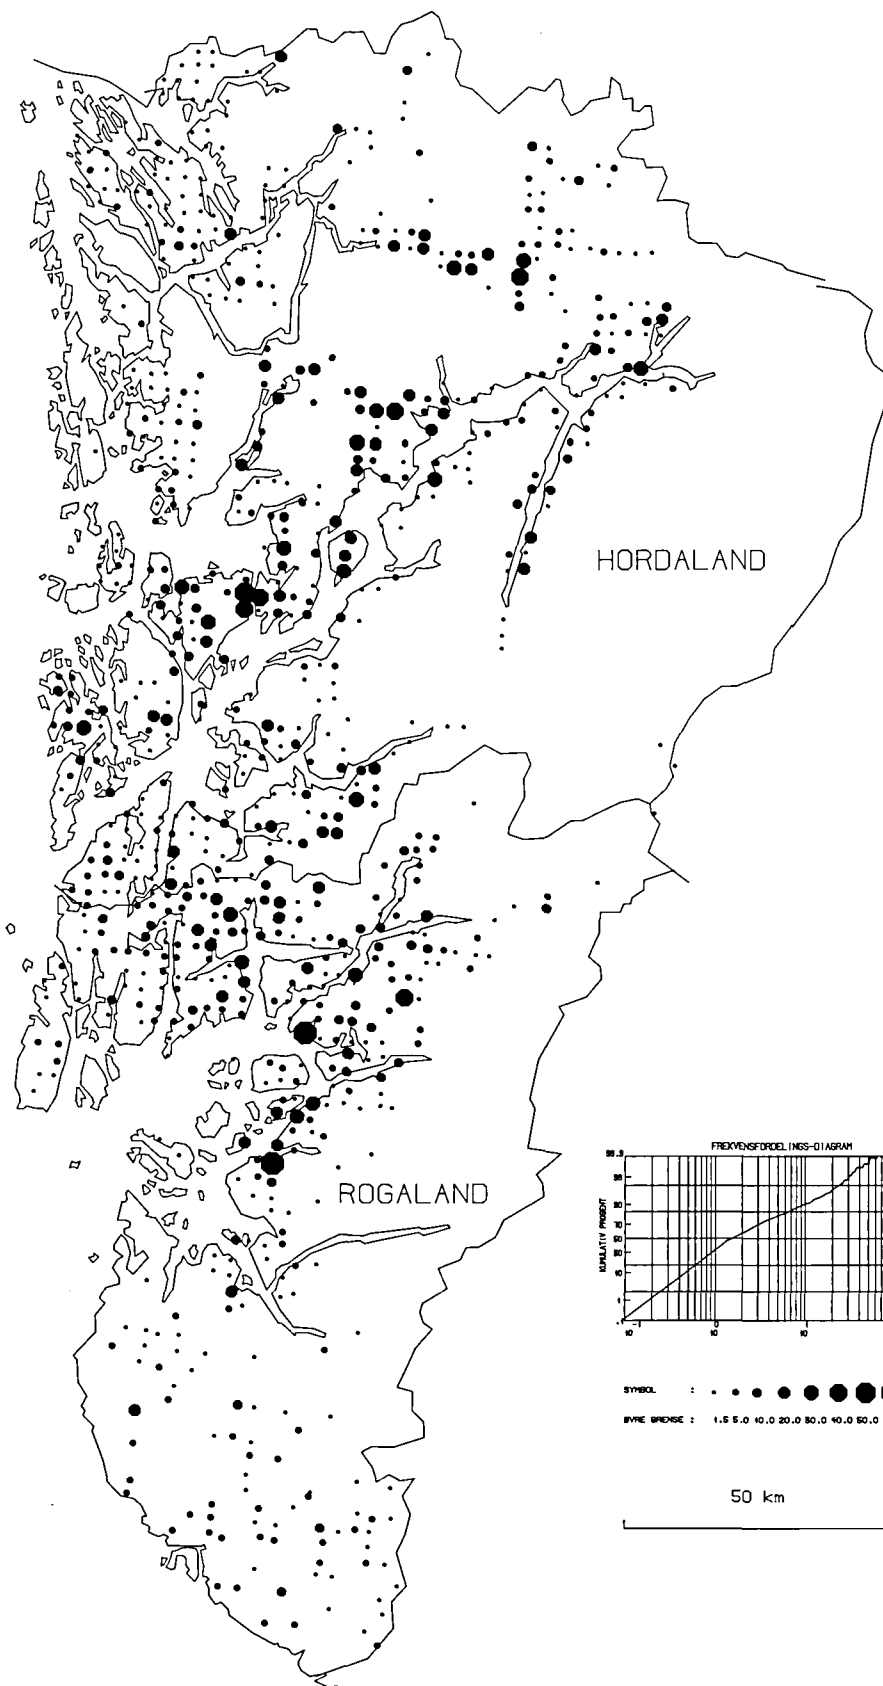 HORDALAND
FREKVENSFORDELINGS-DIAGRAM
KUMULATIV PROSENT
ROGALAND
SYMBOL :
ØVRE GRENSE : 1.5 5.0 10.0 20.0 30.0 40.0 50.0
50 km